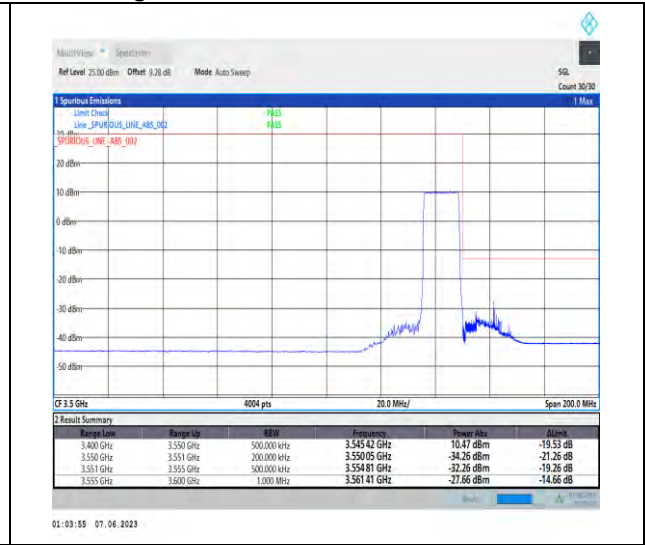 MultiView Spectrum
Ref Level 25.00 dBm Offset 9.28 dB Mode Auto Sweep SGL
Count 30/30
1 Spurious Emissions 1 Max
Limit Check PASS
Line _SPURIOUS_LINE_ABS_002 PASS
_SPURIOUS_LINE_ABS_002
20 dBm
10 dBm
0 dBm
-10 dBm
-20 dBm
-30 dBm
-40 dBm
-50 dBm
CF 3.5 GHz 4004 pts 20.0 MHz/ Span 200.0 MHz
2 Result Summary
Range Low Range Up RBW Frequency Power Abs ΔLimit
3.400 GHz 3.550 GHz 500.000 kHz 3.545 42 GHz 10.47 dBm -19.53 dB
3.550 GHz 3.551 GHz 200.000 kHz 3.550 05 GHz -34.26 dBm -21.26 dB
3.551 GHz 3.555 GHz 500.000 kHz 3.554 81 GHz -32.26 dBm -19.26 dB
3.555 GHz 3.600 GHz 1.000 MHz 3.561 41 GHz -27.66 dBm -14.66 dB
01:03:55 07.06.2023